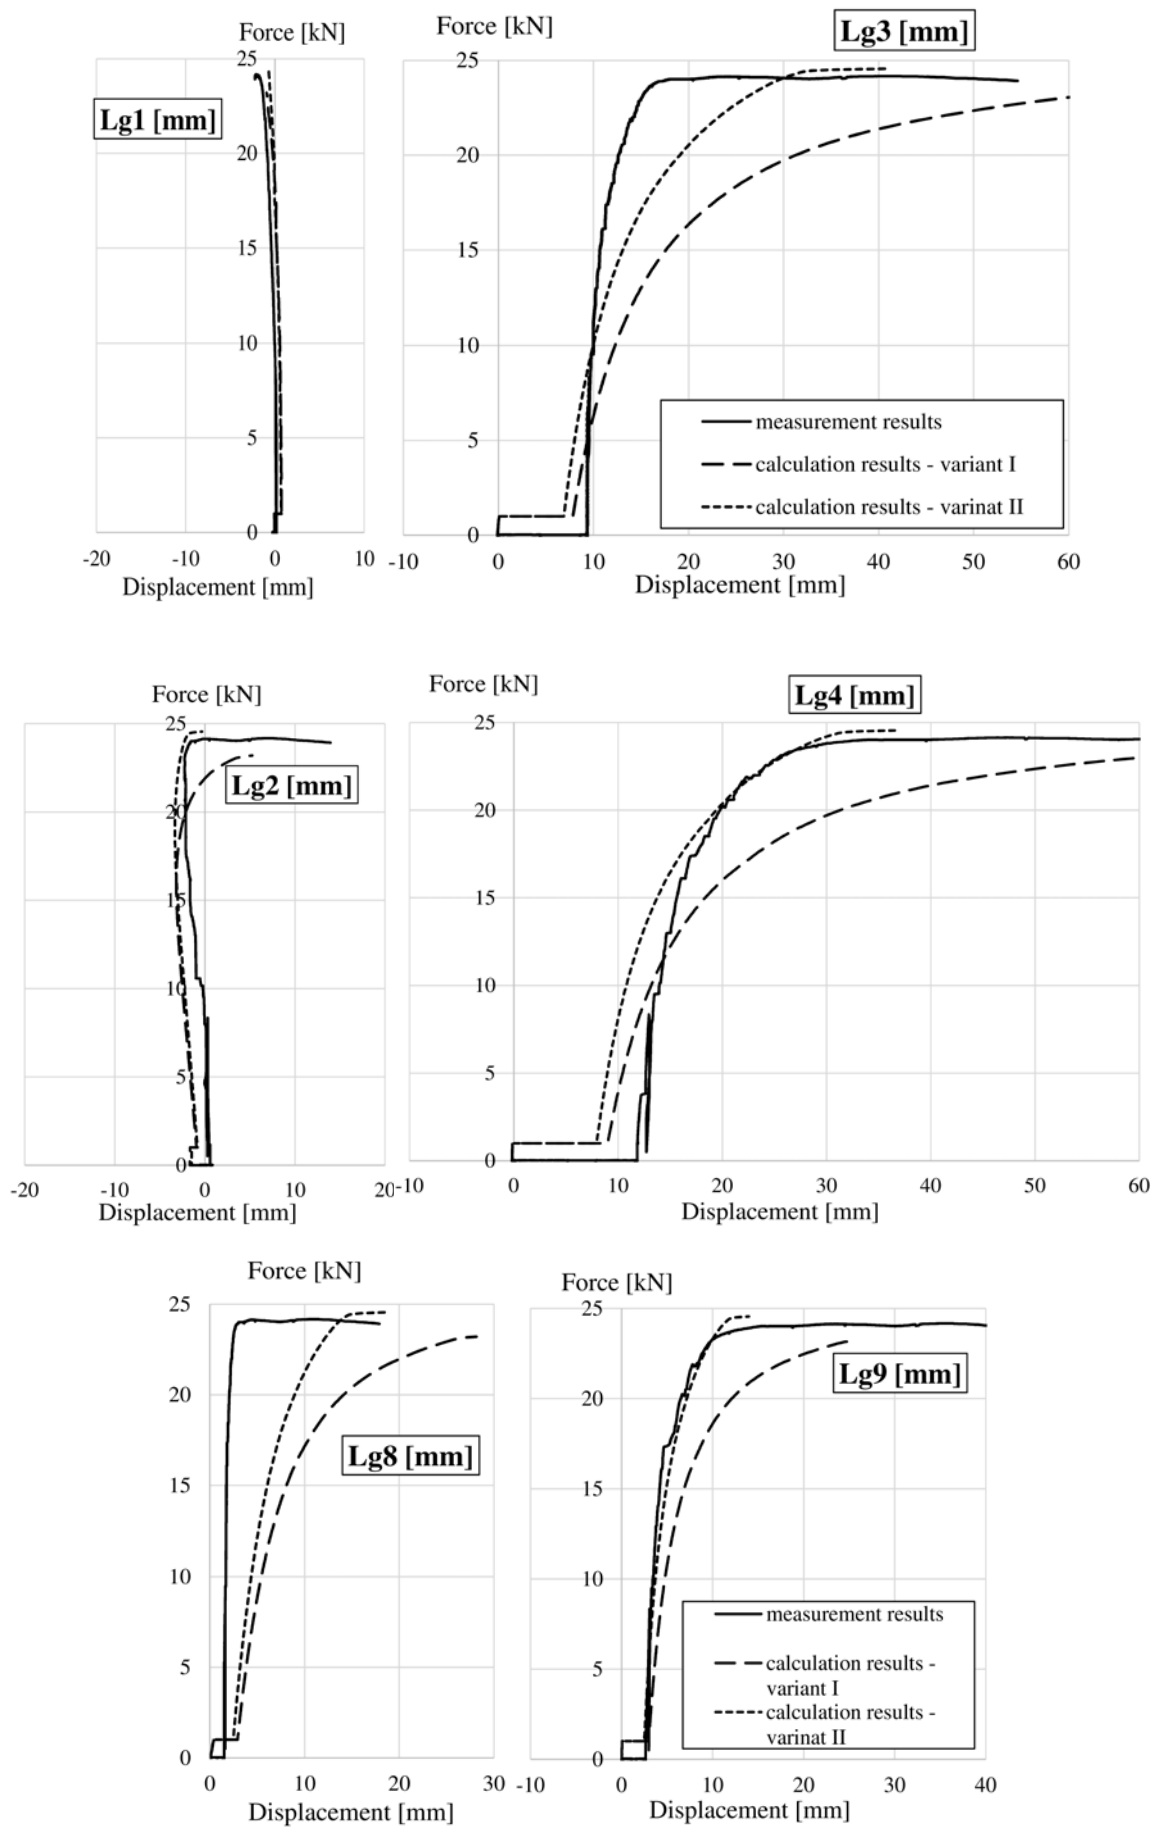 Force [kN]
Lg1 [mm]
25
20
15
10
5
0
-20 -10 0 10
Displacement [mm]
Force [kN]
Lg3 [mm]
25
20
15
10
5
0
measurement results
calculation results - variant I
calculation results - varinat II
-10 0 10 20 30 40 50 60
Displacement [mm]
Force [kN]
25
Lg2 [mm]
20
15
10
5
0
-20 -10 0 10 20
Displacement [mm]
Force [kN]
Lg4 [mm]
25
20
15
10
5
0
-10 0 10 20 30 40 50 60
Displacement [mm]
Force [kN]
25
20
Lg8 [mm]
15
10
5
0
0 10 20 30
Displacement [mm]
Force [kN]
25
Lg9 [mm]
20
15
10
5
0
measurement results
calculation results -
variant I
calculation results -
varinat II
-10 0 10 20 30 40
Displacement [mm]